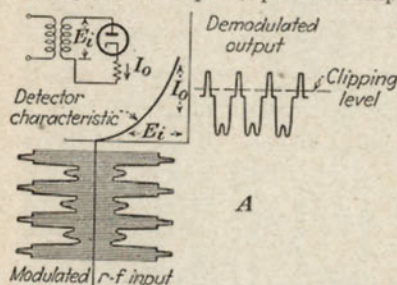 Ei
Io
Demodulated
output
Clipping
level
Detector
characteristic
Io
Ei
A
Modulated r-f input